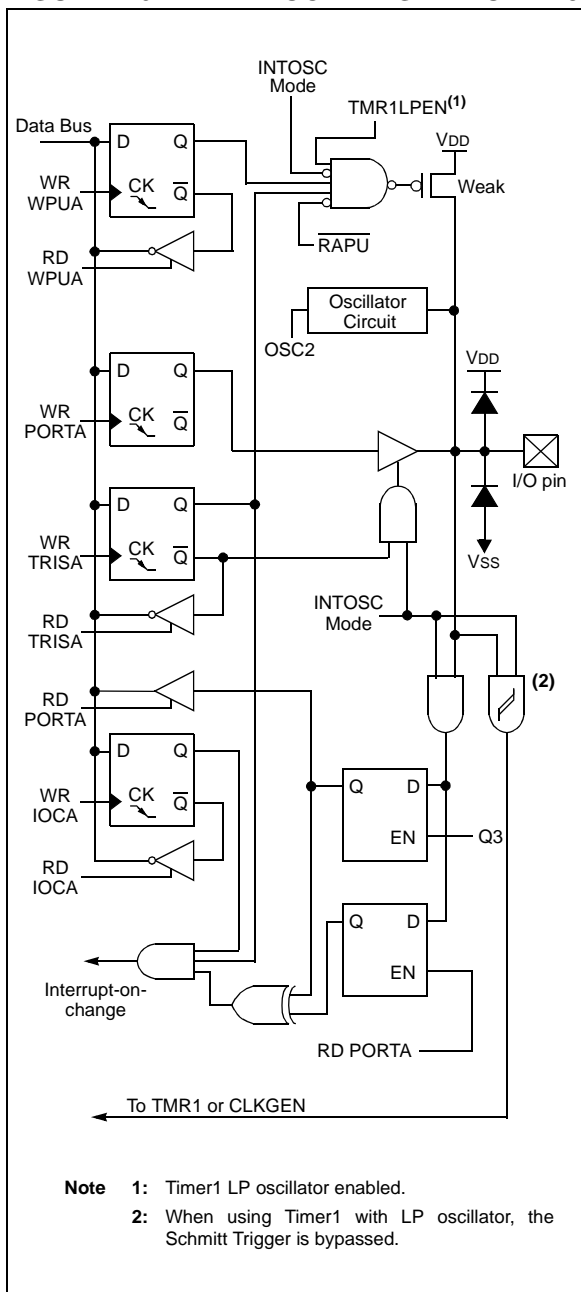 INTOSC
Mode
TMR1LPEN(1)
Data Bus
D Q
VDD
WR
WPUA
CK
Q
Weak
RD
WPUA
RAPU
Oscillator
Circuit
OSC2
D Q
VDD
WR
PORTA
CK
Q
I/O pin
D Q
WR
TRISA
CK
Q
VSS
INTOSC
Mode
RD
TRISA
(2)
RD
PORTA
D Q
WR
IOCA
CK
Q
Q D
EN
Q3
RD
IOCA
Q D
EN
Interrupt-on-
change
RD PORTA
To TMR1 or CLKGEN
Note 1: Timer1 LP oscillator enabled.
2: When using Timer1 with LP oscillator, the
Schmitt Trigger is bypassed.